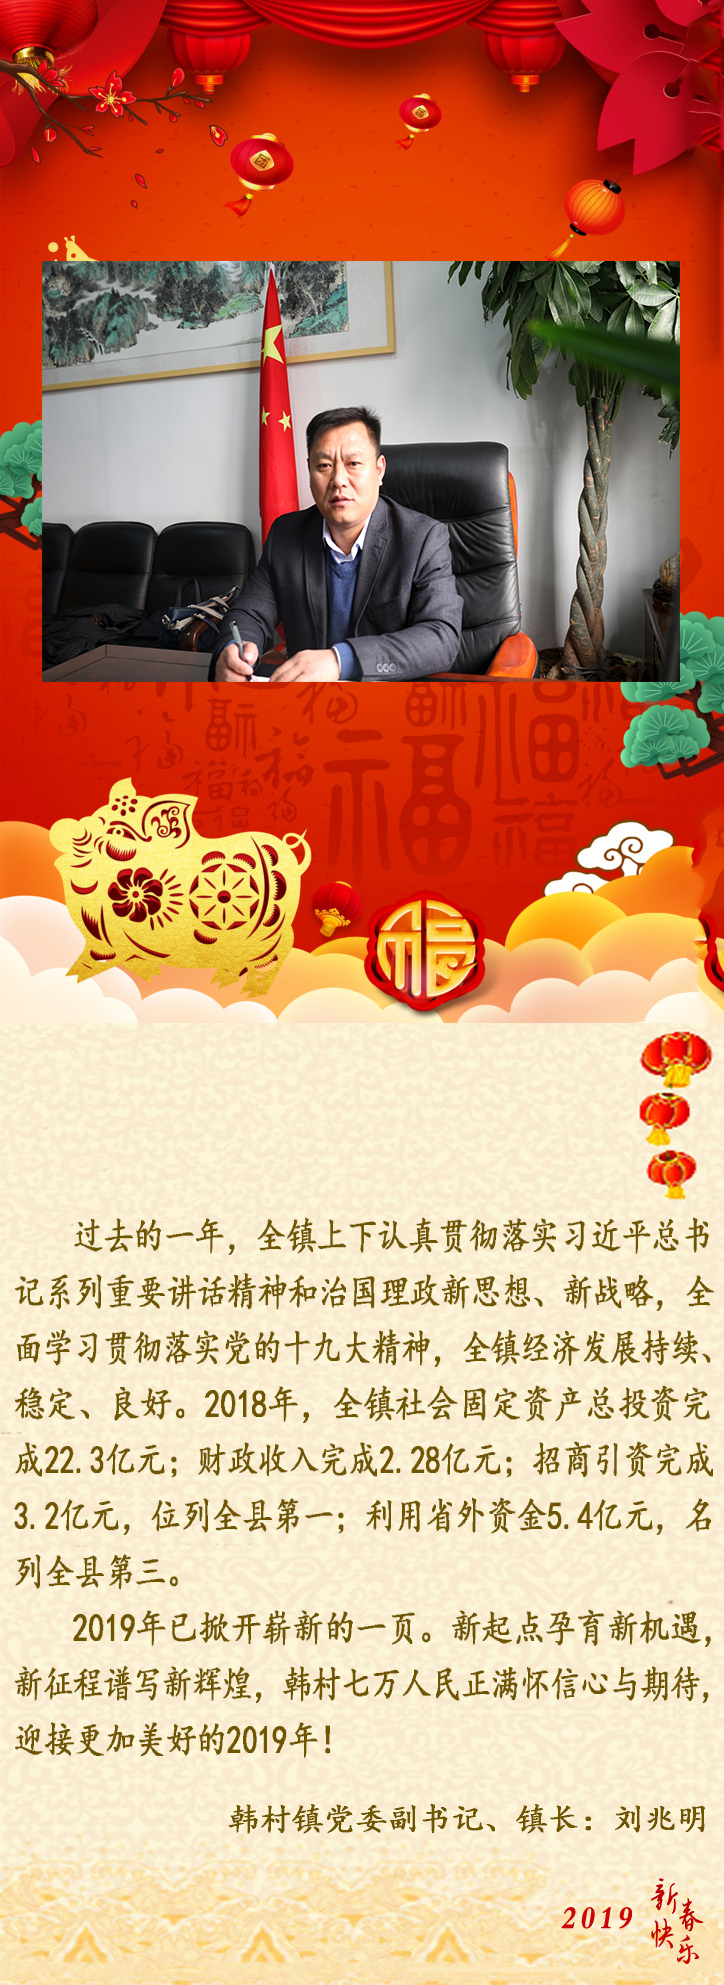 福
过去的一年，全镇上下认真贯彻落实习近平总书
记系列重要讲话精神和治国理政新思想、新战略，全
面学习贯彻落实党的十九大精神，全镇经济发展持续、
稳定、良好。2018年，全镇社会固定资产总投资完
成22.3亿元；财政收入完成2.28亿元；招商引资完成
3.2亿元，位列全县第一；利用省外资金5.4亿元，名
列全县第三。
2019年已掀开崭新的一页。新起点孕育新机遇，
新征程谱写新辉煌，韩村七万人民正满怀信心与期待，
迎接更加美好的2019年！
韩村镇党委副书记、镇长：刘兆明
2019 新春快乐